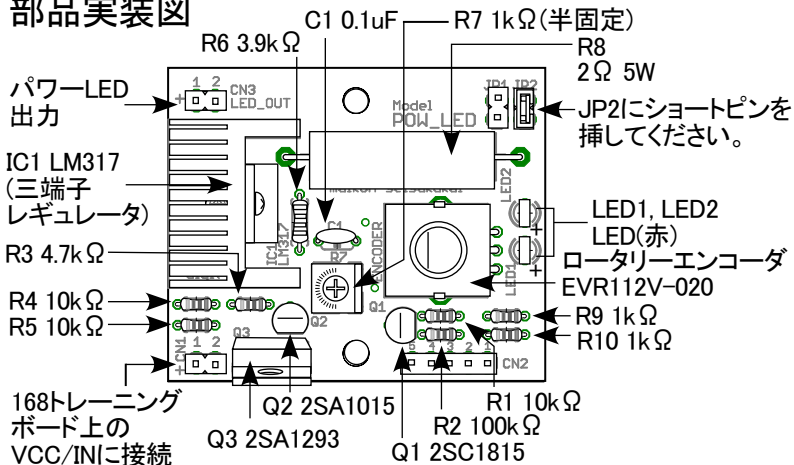 部品実装図
C1 0.1uF
R7 1kΩ(半固定)
R6 3.9kΩ
R8
2Ω 5W
パワーLED
出力
1 2
CN3
+
LED_OUT
Model
POW_LED
JP1 JP2
JP2にショートピンを
挿してください。
IC1 LM317
(三端子
レギュレータ)
LED2
LED1, LED2
LED(赤)
+
C1
R7
IC1
LM317
ENCODER
LED1
+
ロータリーエンコーダ
EVR112V-020
R3 4.7kΩ
R4 10kΩ
R5 10kΩ
Q3
Q2
Q1
R9 1kΩ
R10 1kΩ
+CN1
1 2
5 4 3 2 1
CN2
168トレーニング
ボード上の
VCC/INに接続
Q3 2SA1293
Q2 2SA1015
R1 10kΩ
R2 100kΩ
Q1 2SC1815